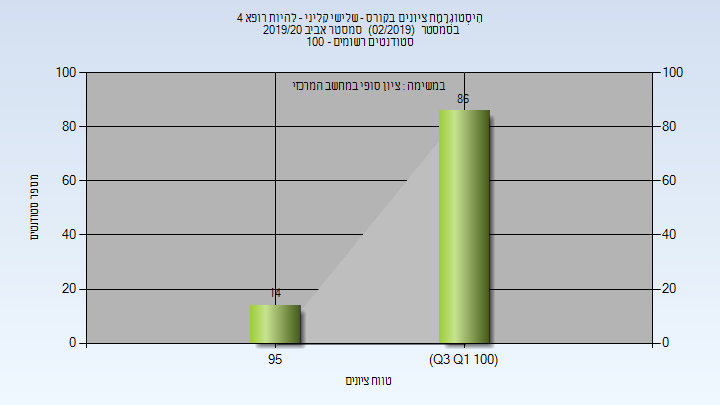 הִיסְטוֹגְרַמַּת ציונים בקורס - שלישי קליני - להיות רופא 4
בסמסטר (02/2019) סמסטר אביב 2019/20
סטודנטים רשומים - 100
במשימה : ציון סופי במחשב המרכזי
100 100
80 80
60 60
40 40
20 20
0 0
86
14
מספר סטודנטים
95 (Q3 Q1 100)
טווח ציונים